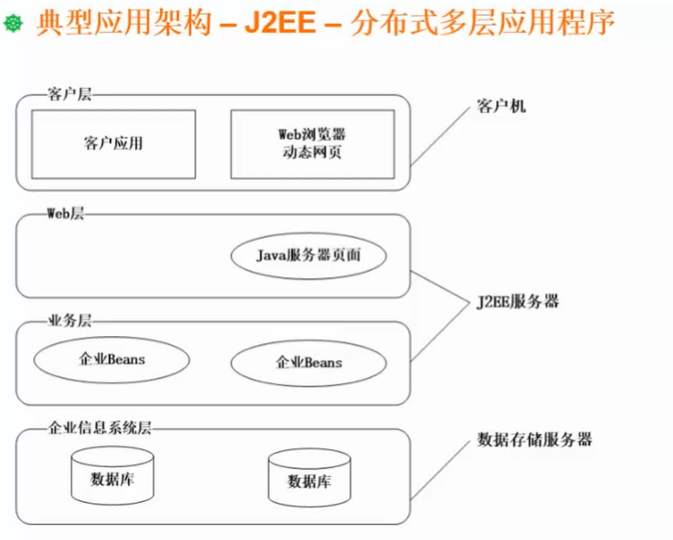 典型应用架构 – J2EE – 分布式多层应用程序
客户层
客户机
客户应用
Web浏览器
动态网页
Web层
Java服务器页面
J2EE服务器
业务层
企业Beans
企业Beans
企业信息系统层
数据存储服务器
数据库
数据库